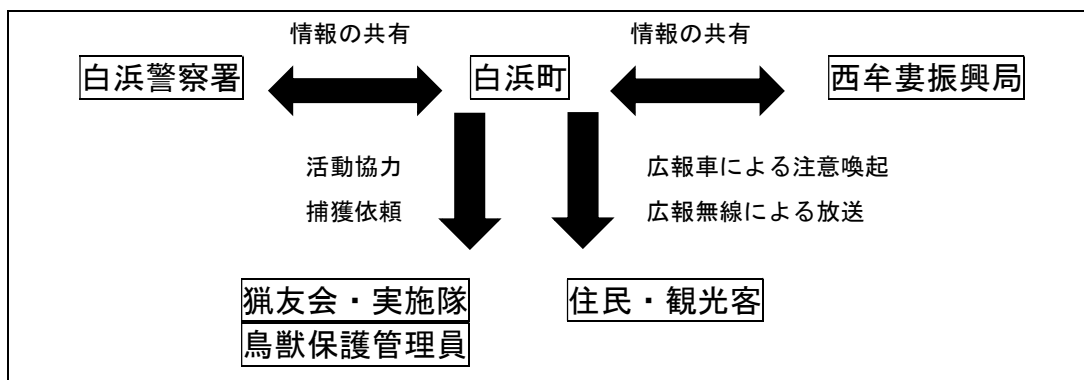 情報の共有
情報の共有
白浜警察署
白浜町
西牟婁振興局
活動協力
捕獲依頼
広報車による注意喚起
広報無線による放送
猟友会・実施隊
鳥獣保護管理員
住民・観光客